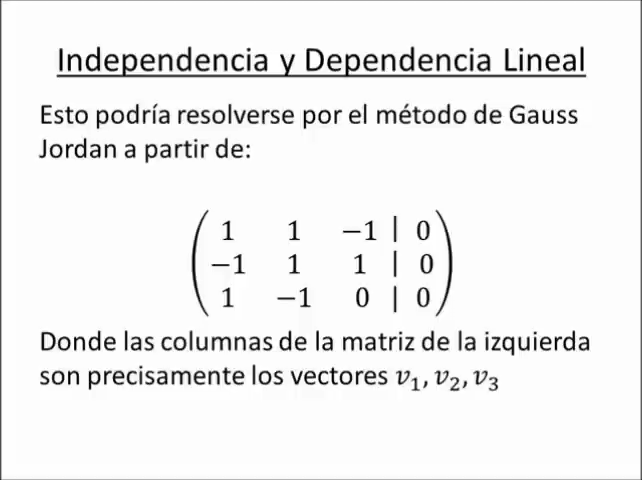 Independencia y Dependencia Lineal
Esto podría resolverse por el método de Gauss
Jordan a partir de:
1 1 −1 | 0
−1 1 1 | 0
1 −1 0 | 0
Donde las columnas de la matriz de la izquierda
son precisamente los vectores v₁, v₂, v₃